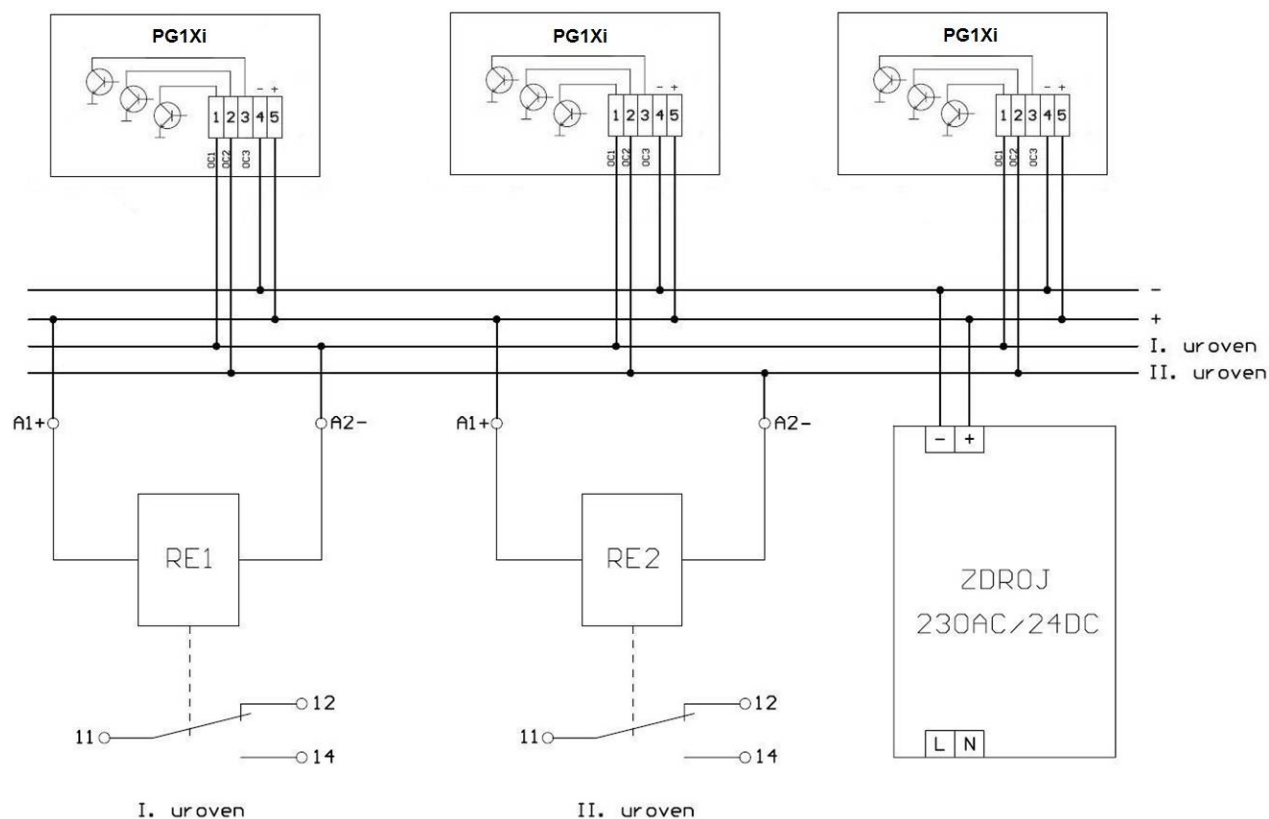 PG1Xi PG1Xi PG1Xi
- + - + - +
1 2 3 4 5 1 2 3 4 5 1 2 3 4 5
OC1 OC2 OC3 OC1 OC2 OC3 OC1 OC2 OC3
-
+
I. uroven
II. uroven
A1+ A2- A1+ A2-
- +
RE1 RE2 ZDROJ
230AC/24DC
12 12
11 11
L N
14 14
I. uroven II. uroven